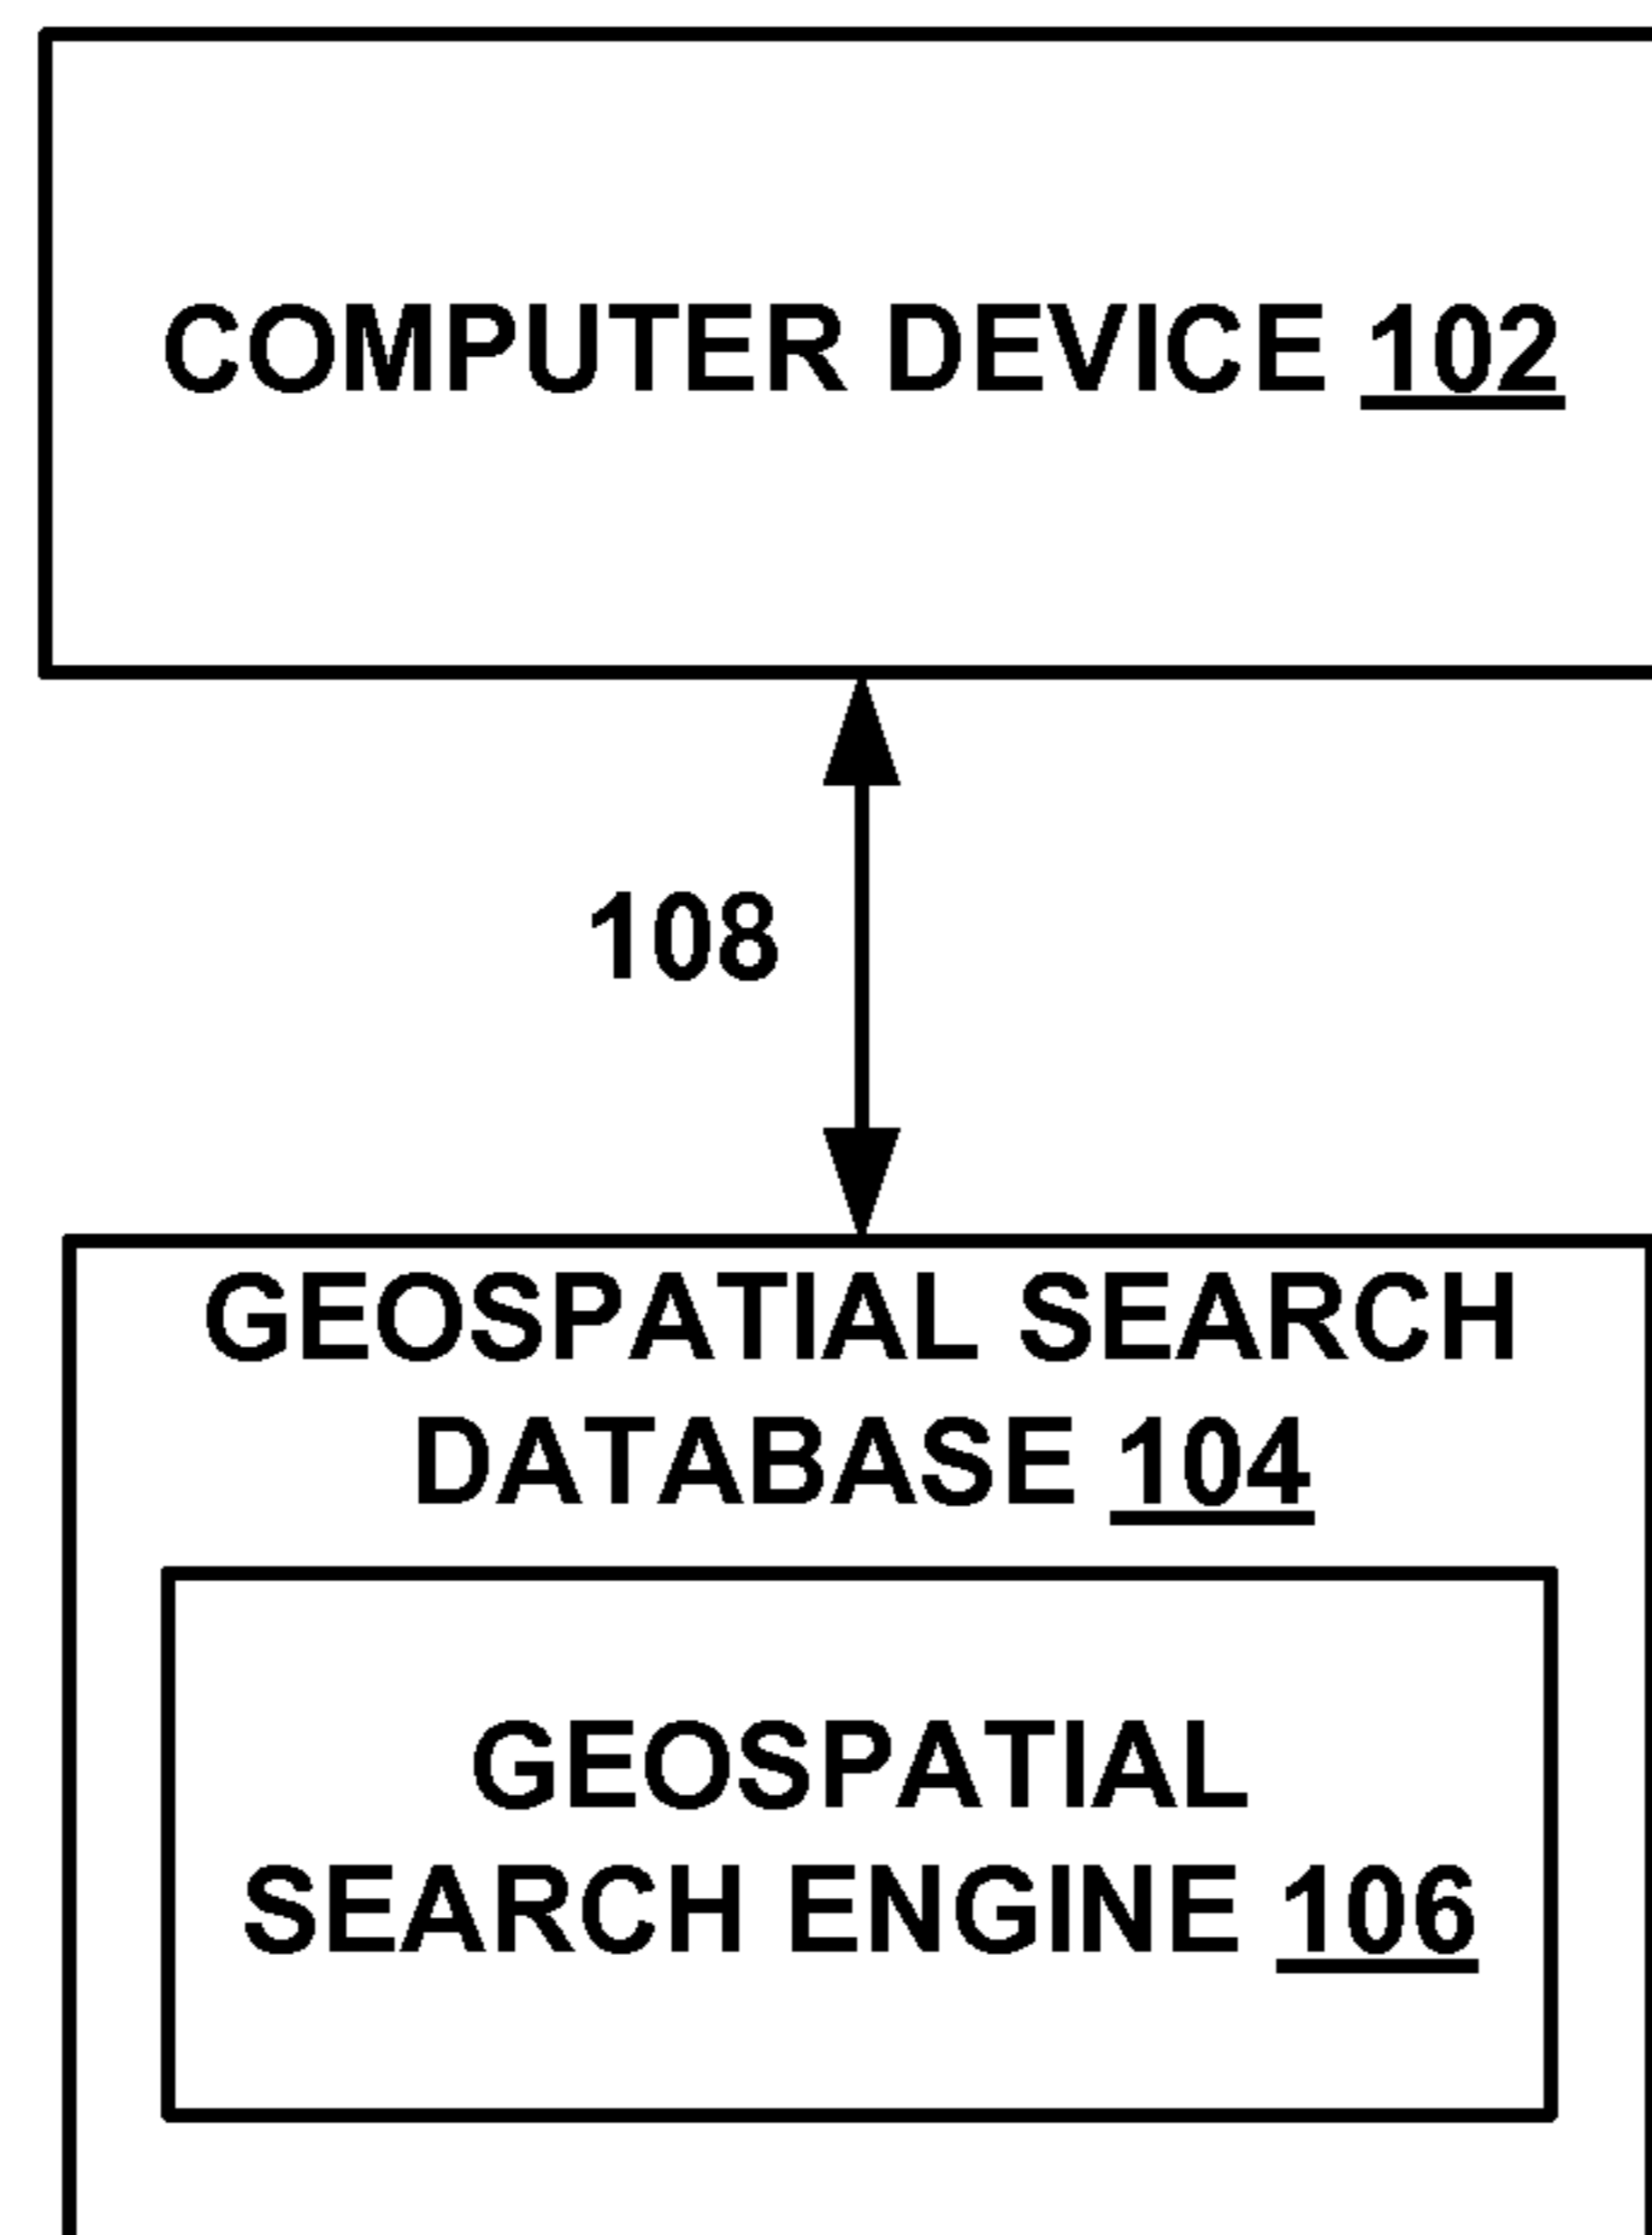 COMPUTER DEVICE 102
108
GEOSPATIAL SEARCH
DATABASE 104
GEOSPATIAL
SEARCH ENGINE 106